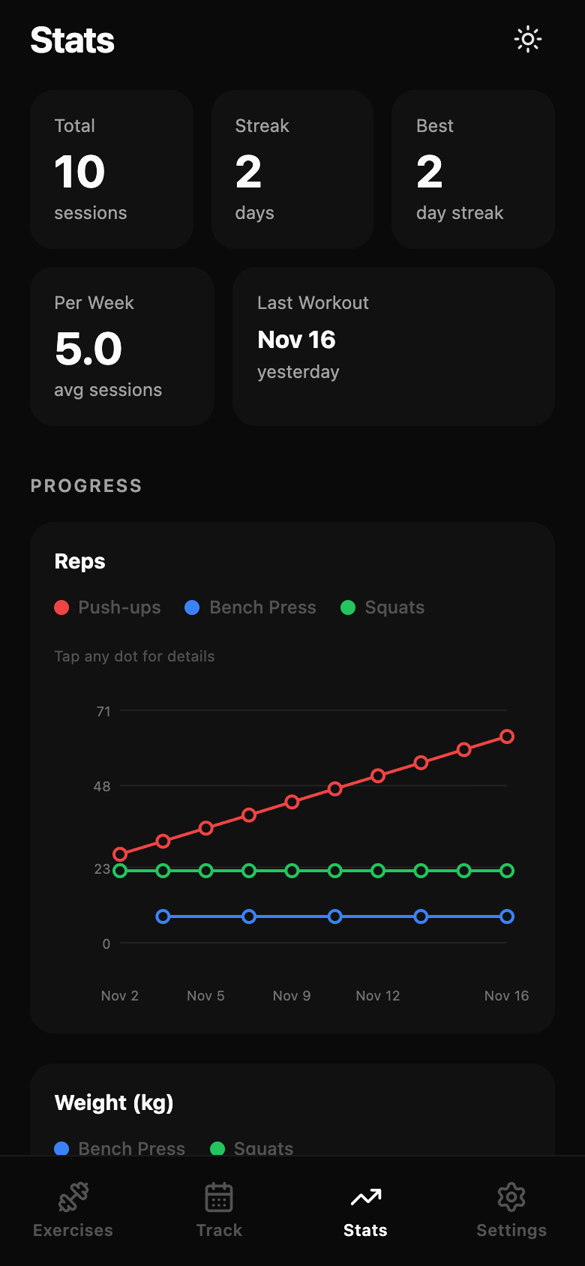 Stats
Total
10
sessions
Streak
2
days
Best
2
day streak
Per Week
5.0
avg sessions
Last Workout
Nov 16
yesterday
PROGRESS
Reps
Push-ups Bench Press Squats
Tap any dot for details
71
48
23
0
Nov 2 Nov 5 Nov 9 Nov 12 Nov 16
Weight (kg)
Bench Press Squats
Exercises Track Stats Settings